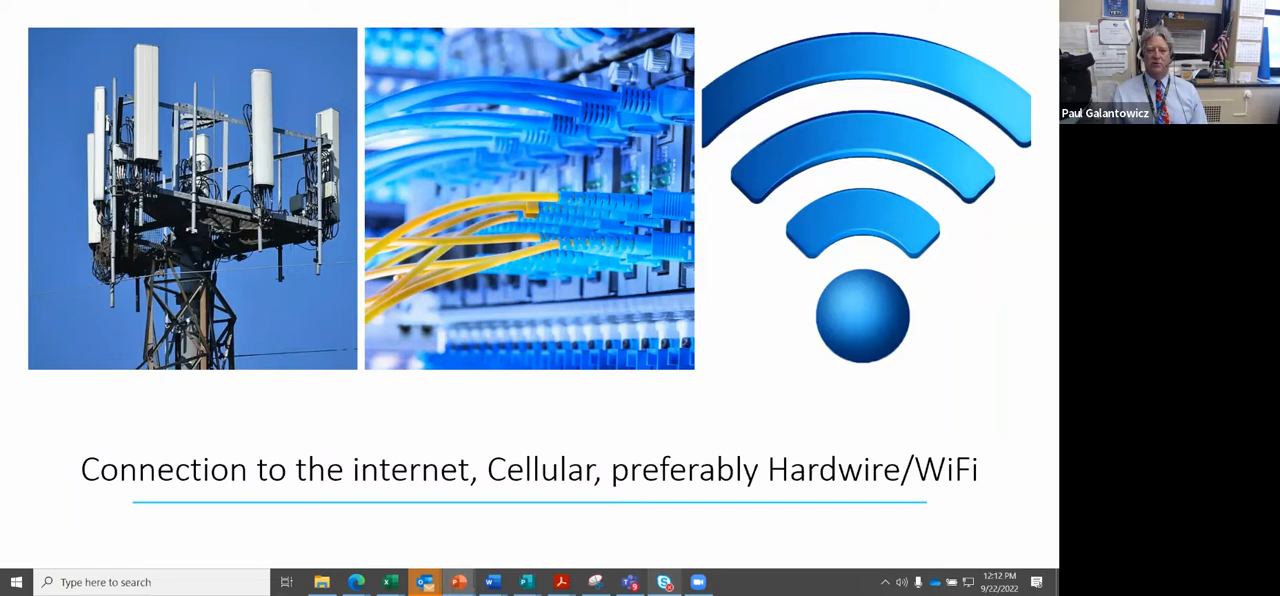 Paul Galantowicz
Connection to the internet, Cellular, preferably Hardwire/WiFi
Type here to search
12:12 PM
9/22/2022